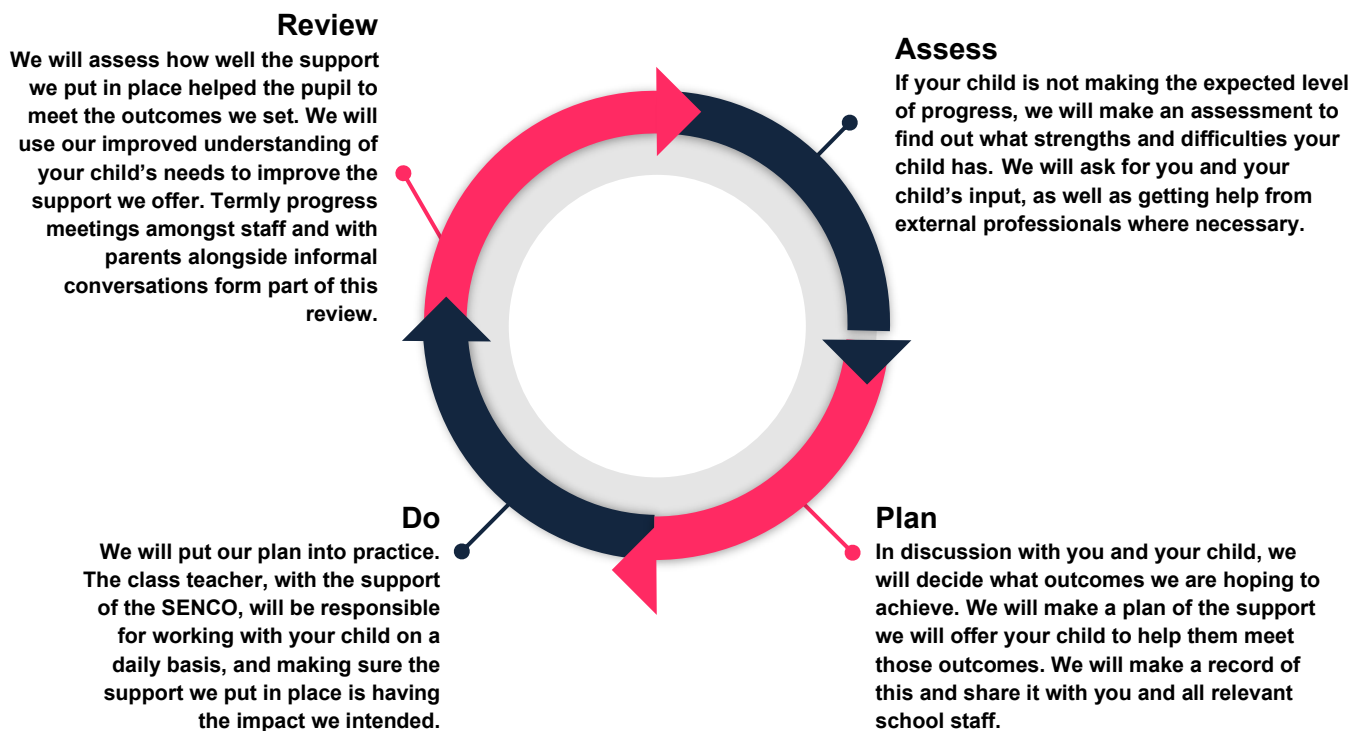 Review
We will assess how well the support
we put in place helped the pupil to
meet the outcomes we set. We will
use our improved understanding of
your child’s needs to improve the
support we offer. Termly progress
meetings amongst staff and with
parents alongside informal
conversations form part of this
review.
Assess
If your child is not making the expected level
of progress, we will make an assessment to
find out what strengths and difficulties your
child has. We will ask for you and your
child’s input, as well as getting help from
external professionals where necessary.
Do
We will put our plan into practice.
The class teacher, with the support
of the SENCO, will be responsible
for working with your child on a
daily basis, and making sure the
support we put in place is having
the impact we intended.
Plan
In discussion with you and your child, we
will decide what outcomes we are hoping to
achieve. We will make a plan of the support
we will offer your child to help them meet
those outcomes. We will make a record of
this and share it with you and all relevant
school staff.